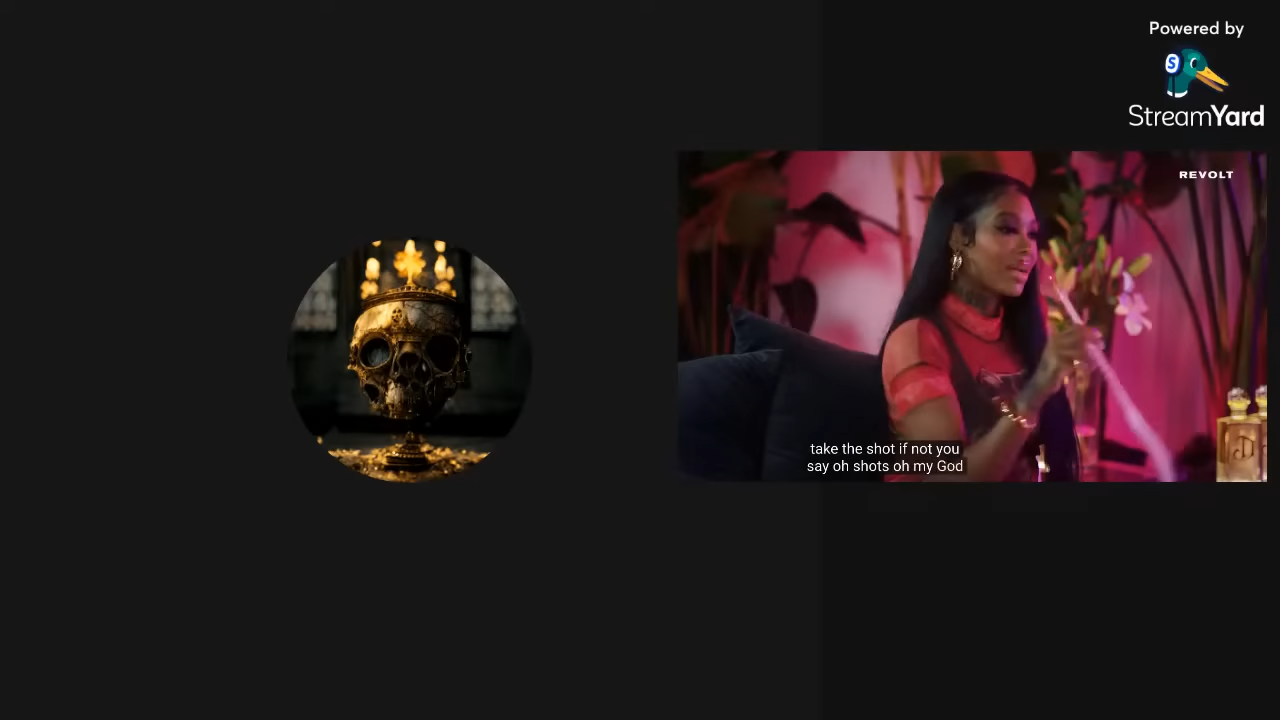 Powered by
S
StreamYard
REVOLT
take the shot if not you
say oh shots oh my God
D